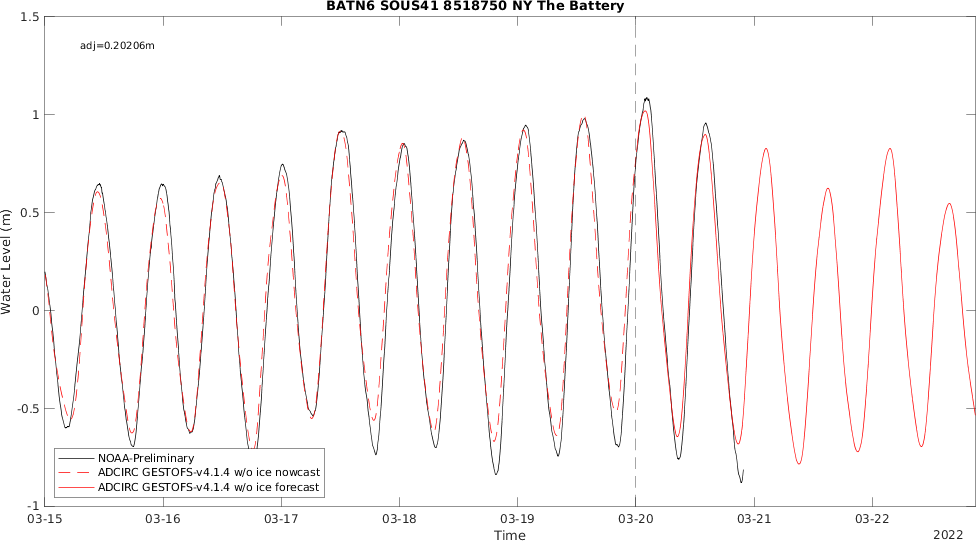 BATN6 SOUS41 8518750 NY The Battery
adj=0.20206m
1.5
1
0.5
0
-0.5
-1
Water Level (m)
NOAA-Preliminary
ADCIRC GESTOFS-v4.1.4 w/o ice nowcast
ADCIRC GESTOFS-v4.1.4 w/o ice forecast
03-15 03-16 03-17 03-18 03-19 03-20 03-21 03-22
Time
2022